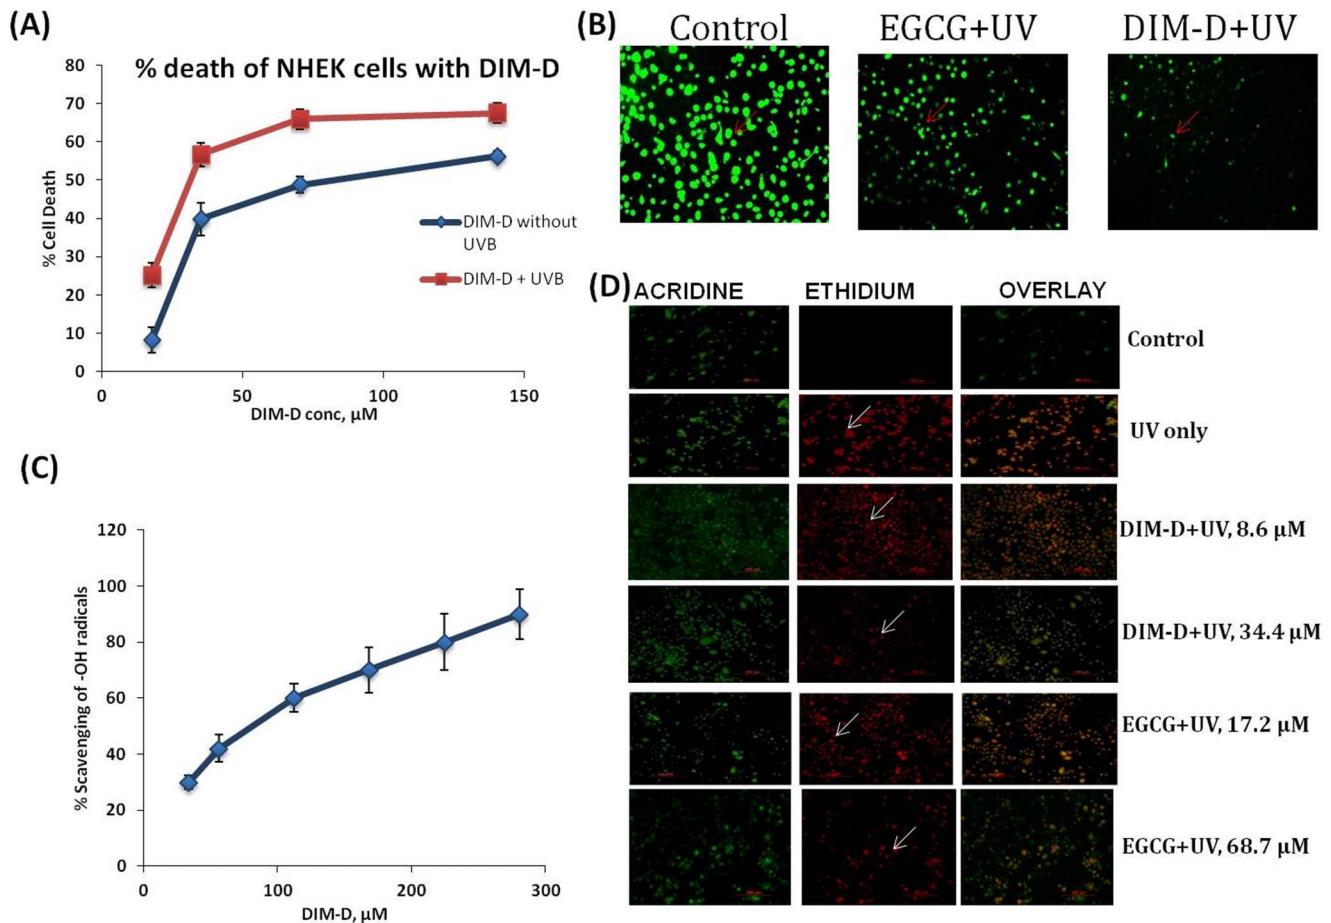 (A)
% death of NHEK cells with DIM-D
80
70
60
50
40
30
20
10
0
% Cell Death
0
50
100
150
DIM-D conc, µM
DIM-D without
UVB
DIM-D + UVB
(B)
Control
EGCG+UV
DIM-D+UV
(C)
120
100
80
60
40
20
0
% Scavenging of -OH radicals
0
100
200
300
DIM-D, µM
(D)
ACRIDINE
ETHIDIUM
OVERLAY
Control
UV only
DIM-D+UV, 8.6 µM
DIM-D+UV, 34.4 µM
EGCG+UV, 17.2 µM
EGCG+UV, 68.7 µM